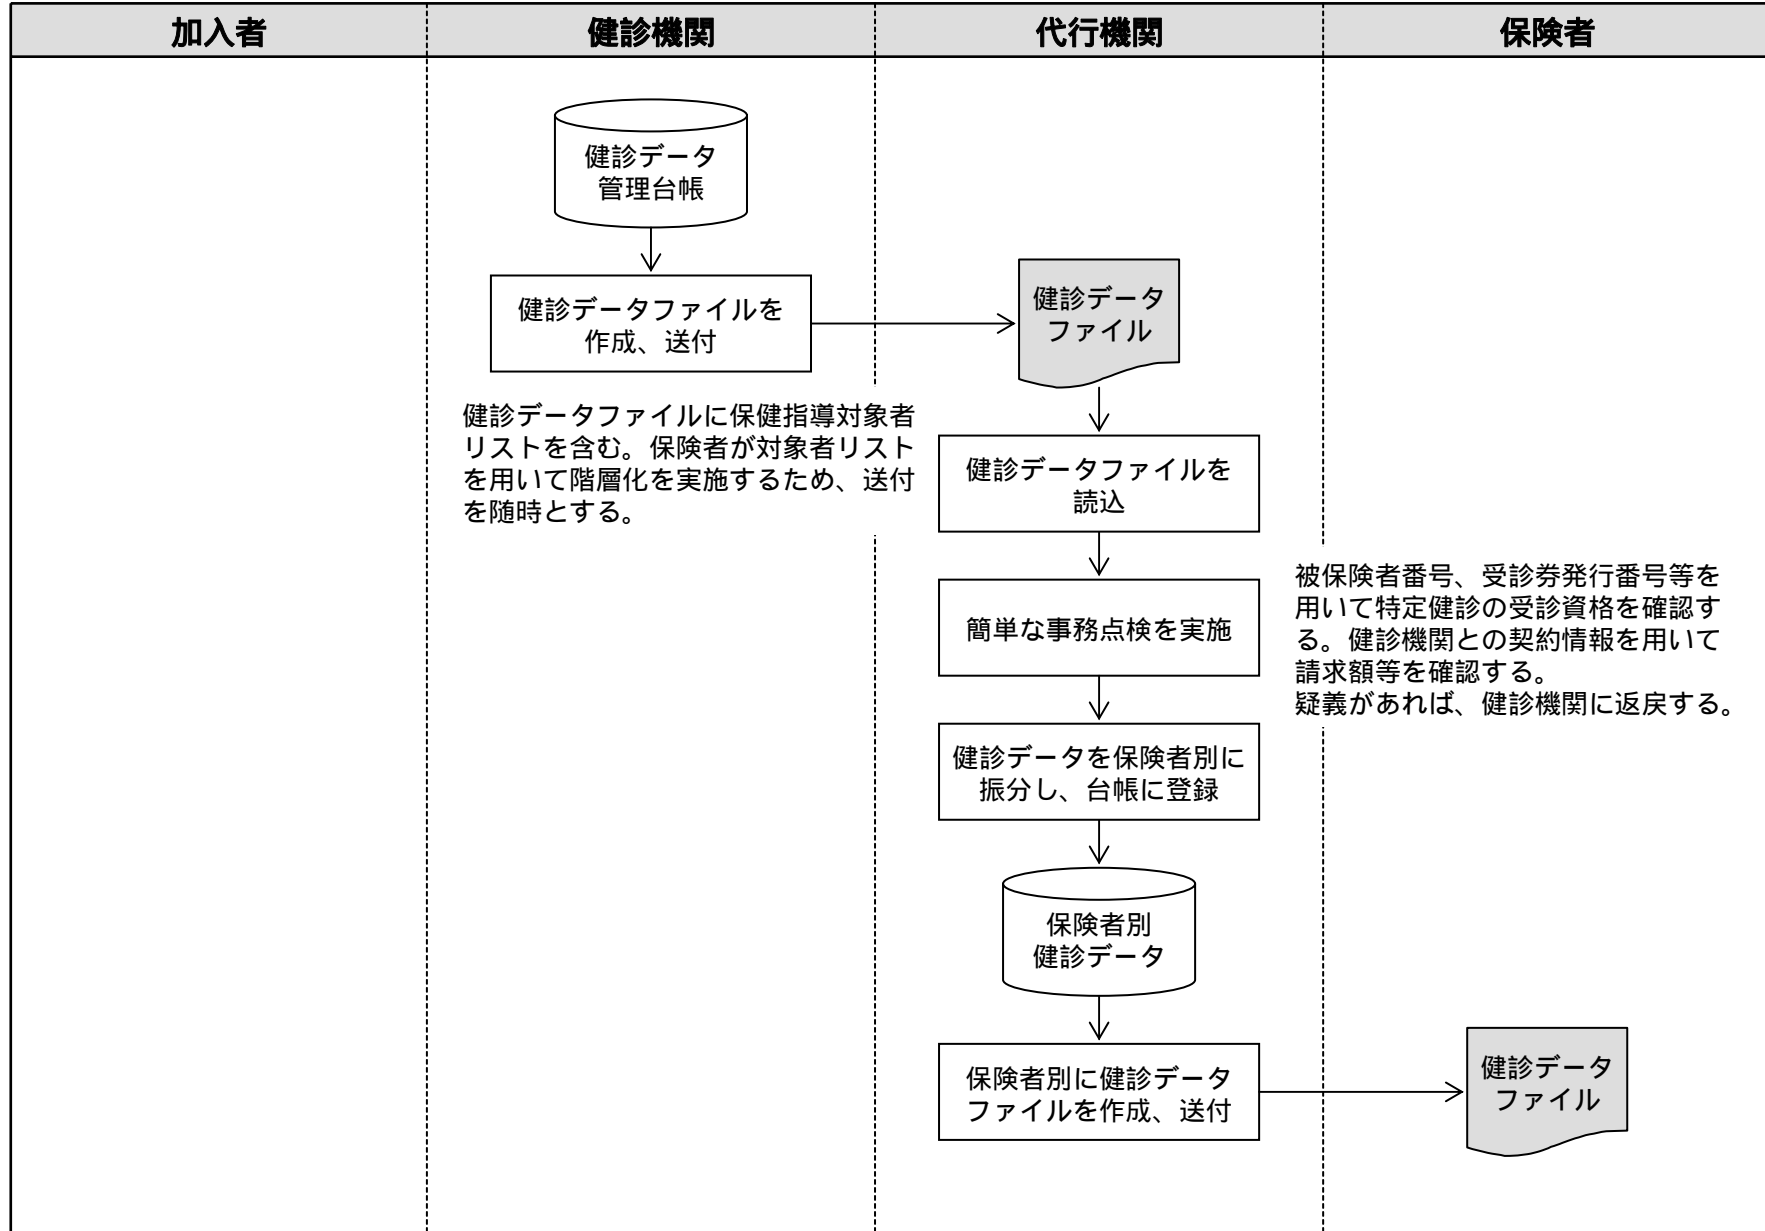 加入者
健診機関
代行機関
保険者
健診データ
管理台帳
健診データファイルを
作成、送付
健診データ
ファイル
健診データファイルに保健指導対象者
リストを含む。保険者が対象者リスト
を用いて階層化を実施するため、送付
を随時とする。
健診データファイルを
読込
簡単な事務点検を実施
被保険者番号、受診券発行番号等を
用いて特定健診の受診資格を確認す
る。健診機関との契約情報を用いて
請求額等を確認する。
疑義があれば、健診機関に返戻する。
健診データを保険者別に
振分し、台帳に登録
保険者別
健診データ
保険者別に健診データ
ファイルを作成、送付
健診データ
ファイル